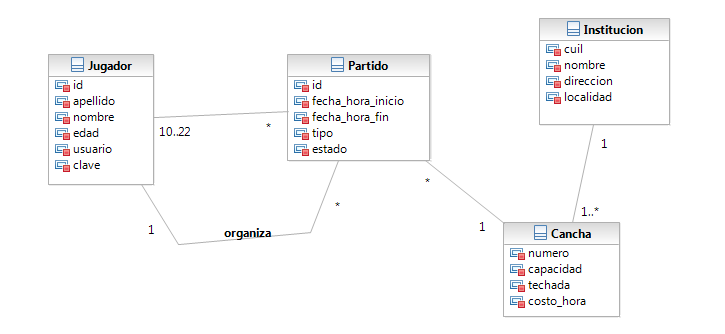 Jugador
id
apellido
nombre
edad
usuario
clave
10..22
*
Partido
id
fecha_hora_inicio
fecha_hora_fin
tipo
estado
1
organiza
*
Institucion
cuil
nombre
direccion
localidad
1
1..*
*
1
Cancha
numero
capacidad
techada
costo_hora